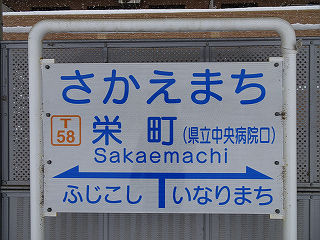 さかえまち
T
58
栄町(県立中央病院口)
Sakaemachi
ふじこし いなりまち